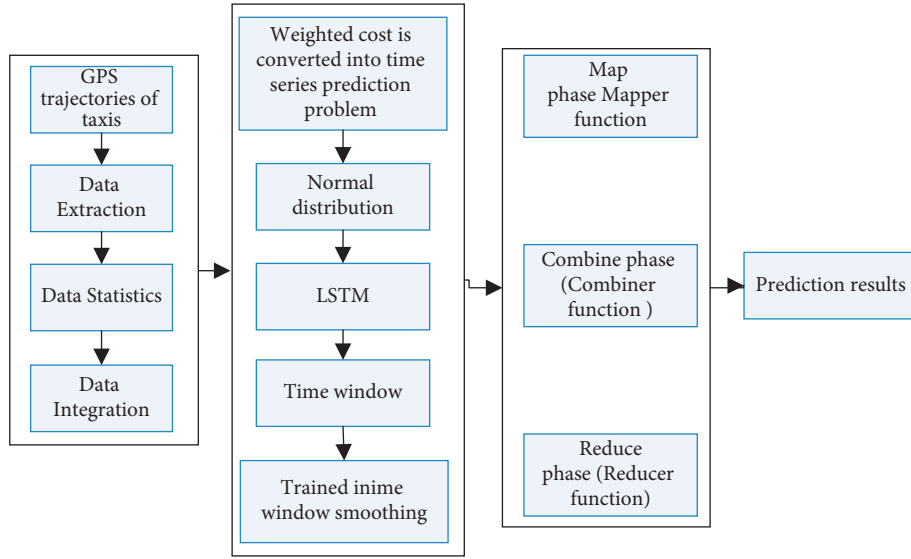 GPS
trajectories of
taxis
Data
Extraction
Data Statistics
Data
Integration
Weighted cost is
converted into time
series prediction
problem
Normal
distribution
LSTM
Time window
Trained inime
window smoothing
Map
phase Mapper
function
Combine phase
(Combiner
function )
Reduce
phase (Reducer
function)
Prediction results